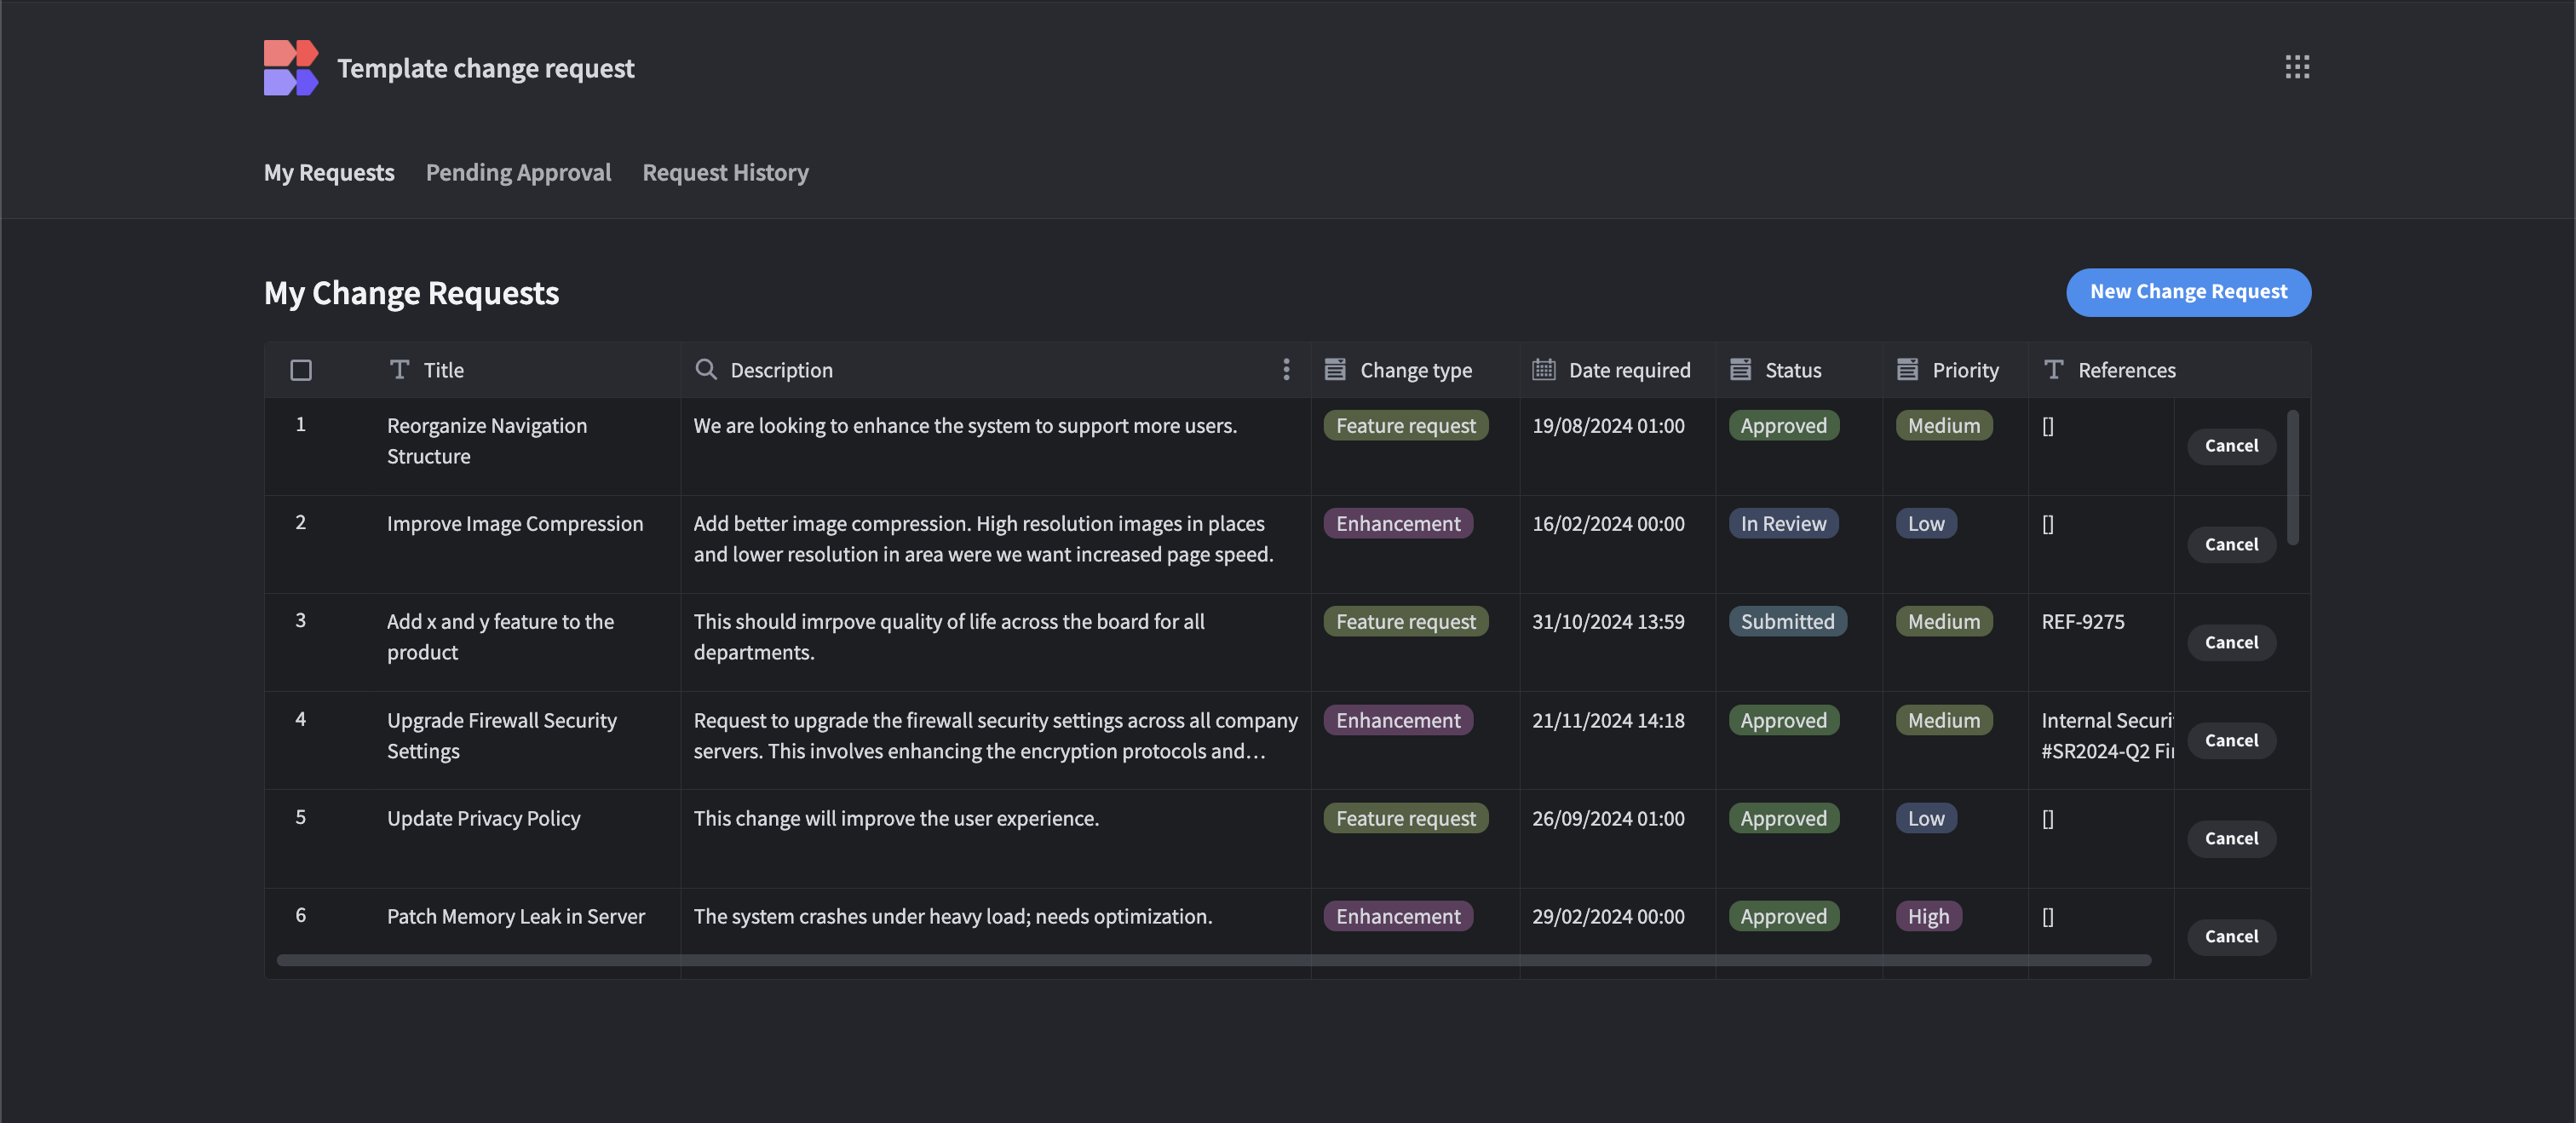 Template change request
My Requests Pending Approval Request History
My Change Requests
New Change Request
Title Description Change type Date required Status Priority References
1 Reorganize Navigation We are looking to enhance the system to support more users. Feature request 19/08/2024 01:00 Approved Medium []
Structure
Cancel
2 Improve Image Compression Add better image compression. High resolution images in places Enhancement 16/02/2024 00:00 In Review Low []
and lower resolution in area were we want increased page speed.
Cancel
3 Add x and y feature to the This should imrpove quality of life across the board for all Feature request 31/10/2024 13:59 Submitted Medium REF-9275
product departments.
Cancel
4 Upgrade Firewall Security Request to upgrade the firewall security settings across all company Enhancement 21/11/2024 14:18 Approved Medium Internal
Settings servers. This involves enhancing the encryption protocols and… #SR2024-Q2
Cancel
5 Update Privacy Policy This change will improve the user experience. Feature request 26/09/2024 01:00 Approved Low []
Cancel
6 Patch Memory Leak in Server The system crashes under heavy load; needs optimization. Enhancement 29/02/2024 00:00 Approved High []
Cancel